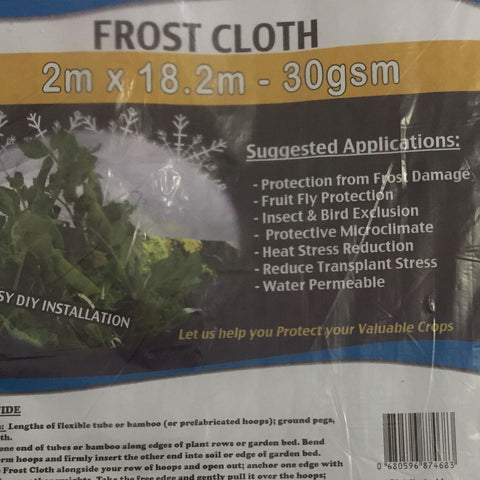 FROST CLOTH
2m x 18.2m - 30gsm
Suggested Applications:
- Protection from Frost Damage
- Fruit Fly Protection
- Insect & Bird Exclusion
- Protective Microclimate
- Heat Stress Reduction
- Reduce Transplant Stress
- Water Permeable
SY DIY INSTALLATION
Let us help you Protect your Valuable Crops
IDE
: Lengths of flexible tube or bamboo (or prefabricated hoops); ground pegs,
th.
one end of tubes or bamboo along edges of plant rows or garden bed. Bend
orm hoops and firmly insert the other end into soil or edge of garden bed.
Frost Cloth alongside your row of hoops and open out; anchor one edge with
weights. Take the free edge and gently pull it over the hoops;
0 680596 874683